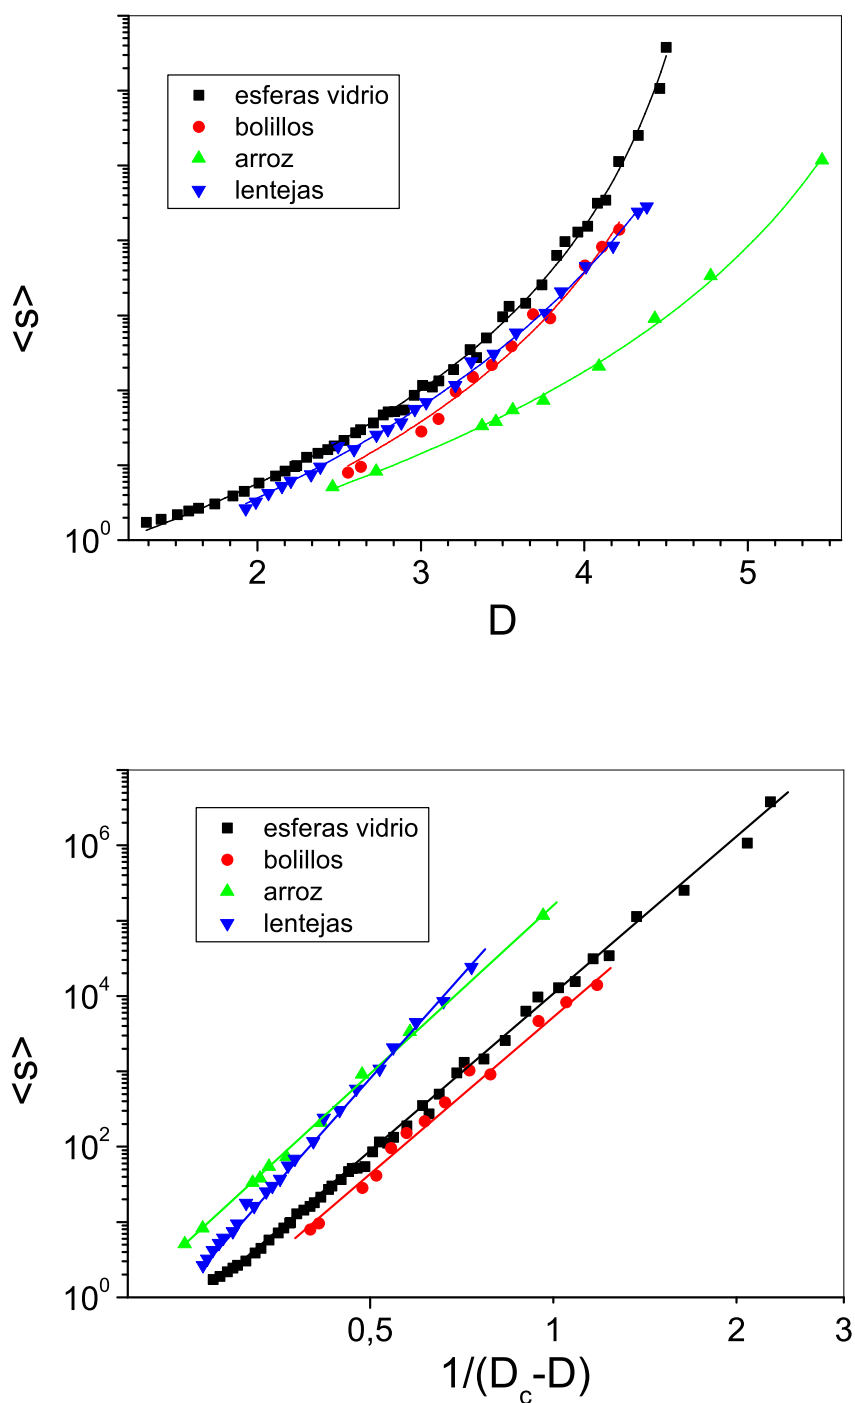 <s>
esferas vidrio
bolillos
arroz
lentejas
10^0
2 3 4 5
D
<s>
esferas vidrio
bolillos
arroz
lentejas
10^6
10^4
10^2
10^0
0,5 1 2 3
1/(D_c-D)